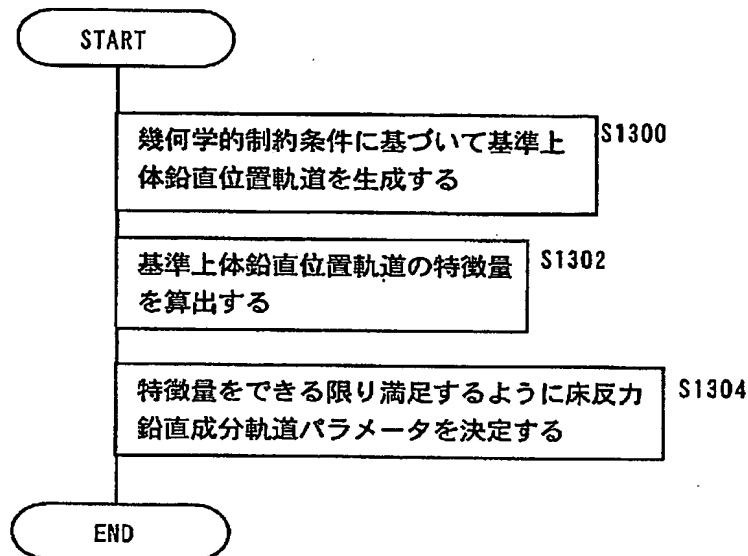 START
幾何学的制約条件に基づいて基準上
体鉛直位置軌道を生成する
S1300
基準上体鉛直位置軌道の特徴量
を算出する
S1302
特徴量をできる限り満足するように床反力
鉛直成分軌道パラメータを決定する
S1304
END